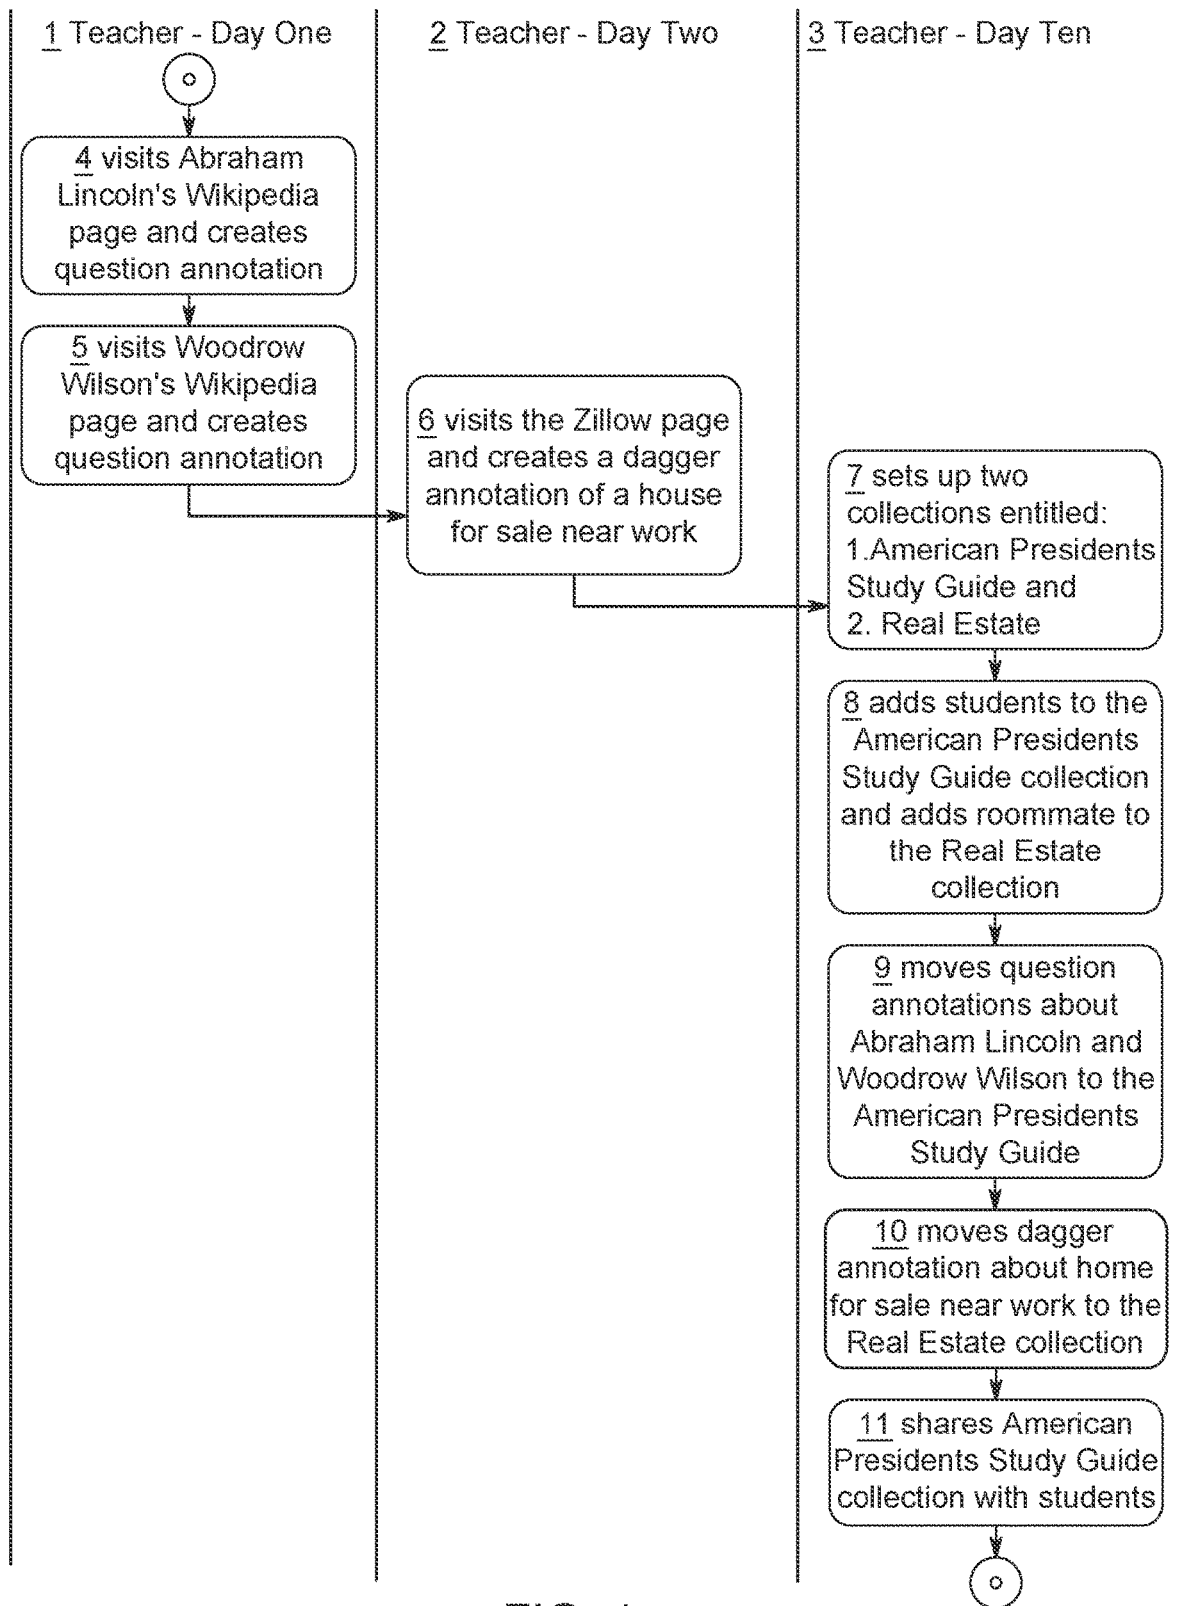 1 Teacher - Day One
2 Teacher - Day Two
3 Teacher - Day Ten
4 visits Abraham
Lincoln's Wikipedia
page and creates
question annotation
5 visits Woodrow
Wilson's Wikipedia
page and creates
question annotation
6 visits the Zillow page
and creates a dagger
annotation of a house
for sale near work
7 sets up two
collections entitled:
1.American Presidents
Study Guide and
2. Real Estate
8 adds students to the
American Presidents
Study Guide collection
and adds roommate to
the Real Estate
collection
9 moves question
annotations about
Abraham Lincoln and
Woodrow Wilson to the
American Presidents
Study Guide
10 moves dagger
annotation about home
for sale near work to the
Real Estate collection
11 shares American
Presidents Study Guide
collection with students